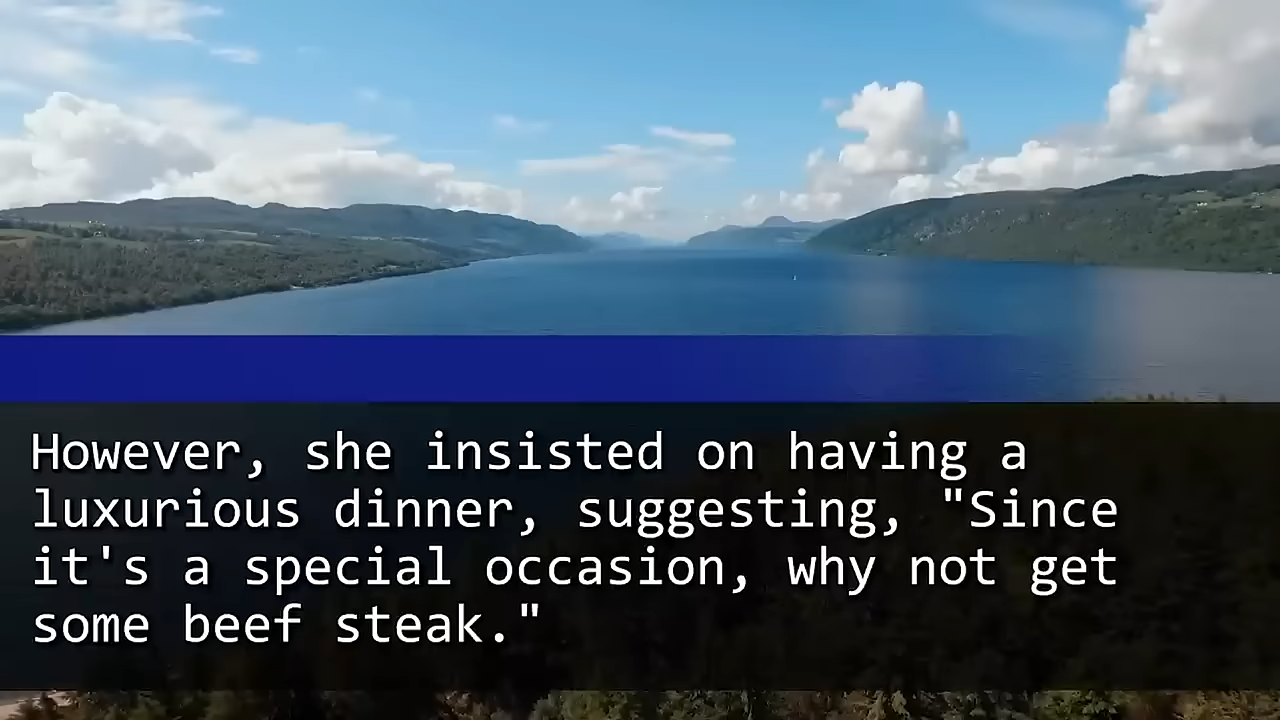 However, she insisted on having a
luxurious dinner, suggesting, "Since
it's a special occasion, why not get
some beef steak."